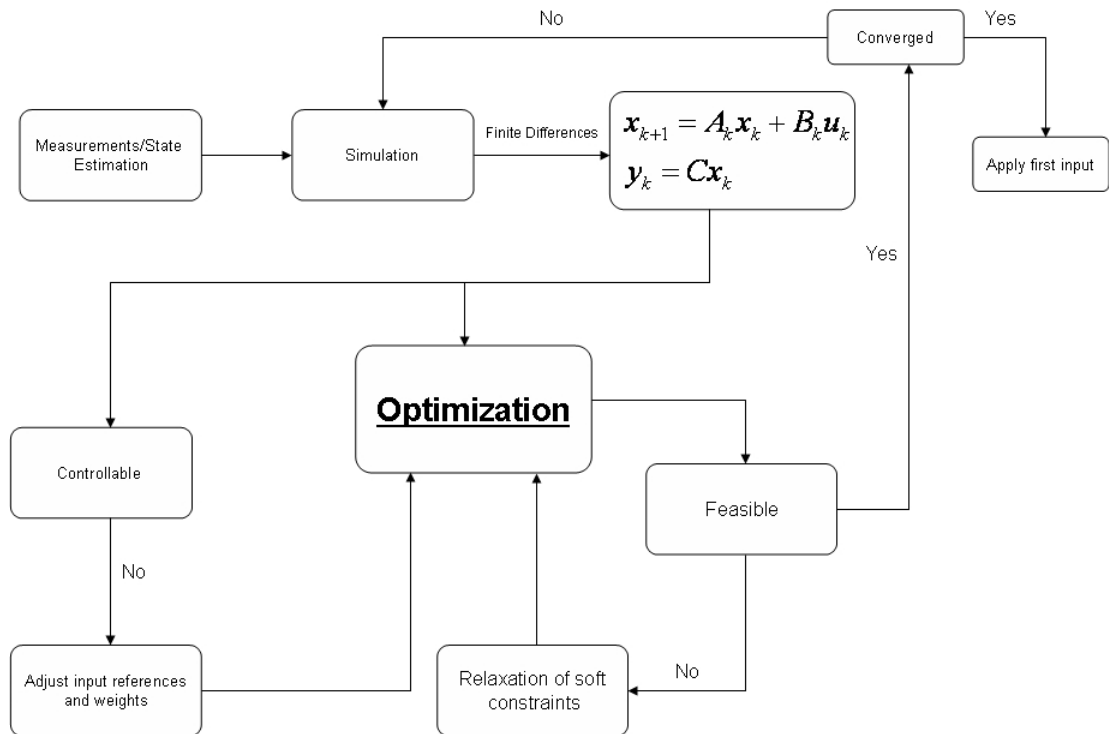 No
Yes
Converged
Measurements/State
Estimation
Simulation
Finite Differences
x_{k+1} = A_k x_k + B_k u_k
y_k = Cx_k
Apply first input
Yes
Optimization
Controllable
Feasible
No
Adjust input references
and weights
Relaxation of soft
constraints
No